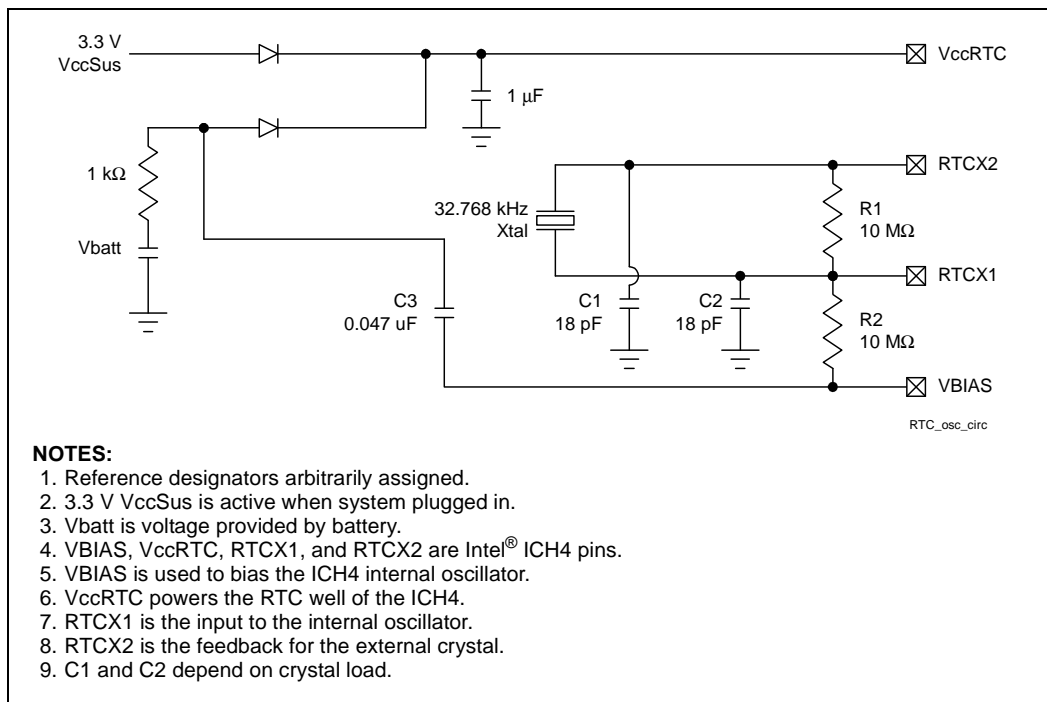 3.3 V
VccSus
VccRTC
1 μF
1 kΩ
Vbatt
RTCX2
32.768 kHz
Xtal
R1
10 MΩ
RTCX1
C3
0.047 uF
C1
18 pF
C2
18 pF
R2
10 MΩ
VBIAS
RTC_osc_circ
NOTES:
1. Reference designators arbitrarily assigned.
2. 3.3 V VccSus is active when system plugged in.
3. Vbatt is voltage provided by battery.
4. VBIAS, VccRTC, RTCX1, and RTCX2 are Intel® ICH4 pins.
5. VBIAS is used to bias the ICH4 internal oscillator.
6. VccRTC powers the RTC well of the ICH4.
7. RTCX1 is the input to the internal oscillator.
8. RTCX2 is the feedback for the external crystal.
9. C1 and C2 depend on crystal load.